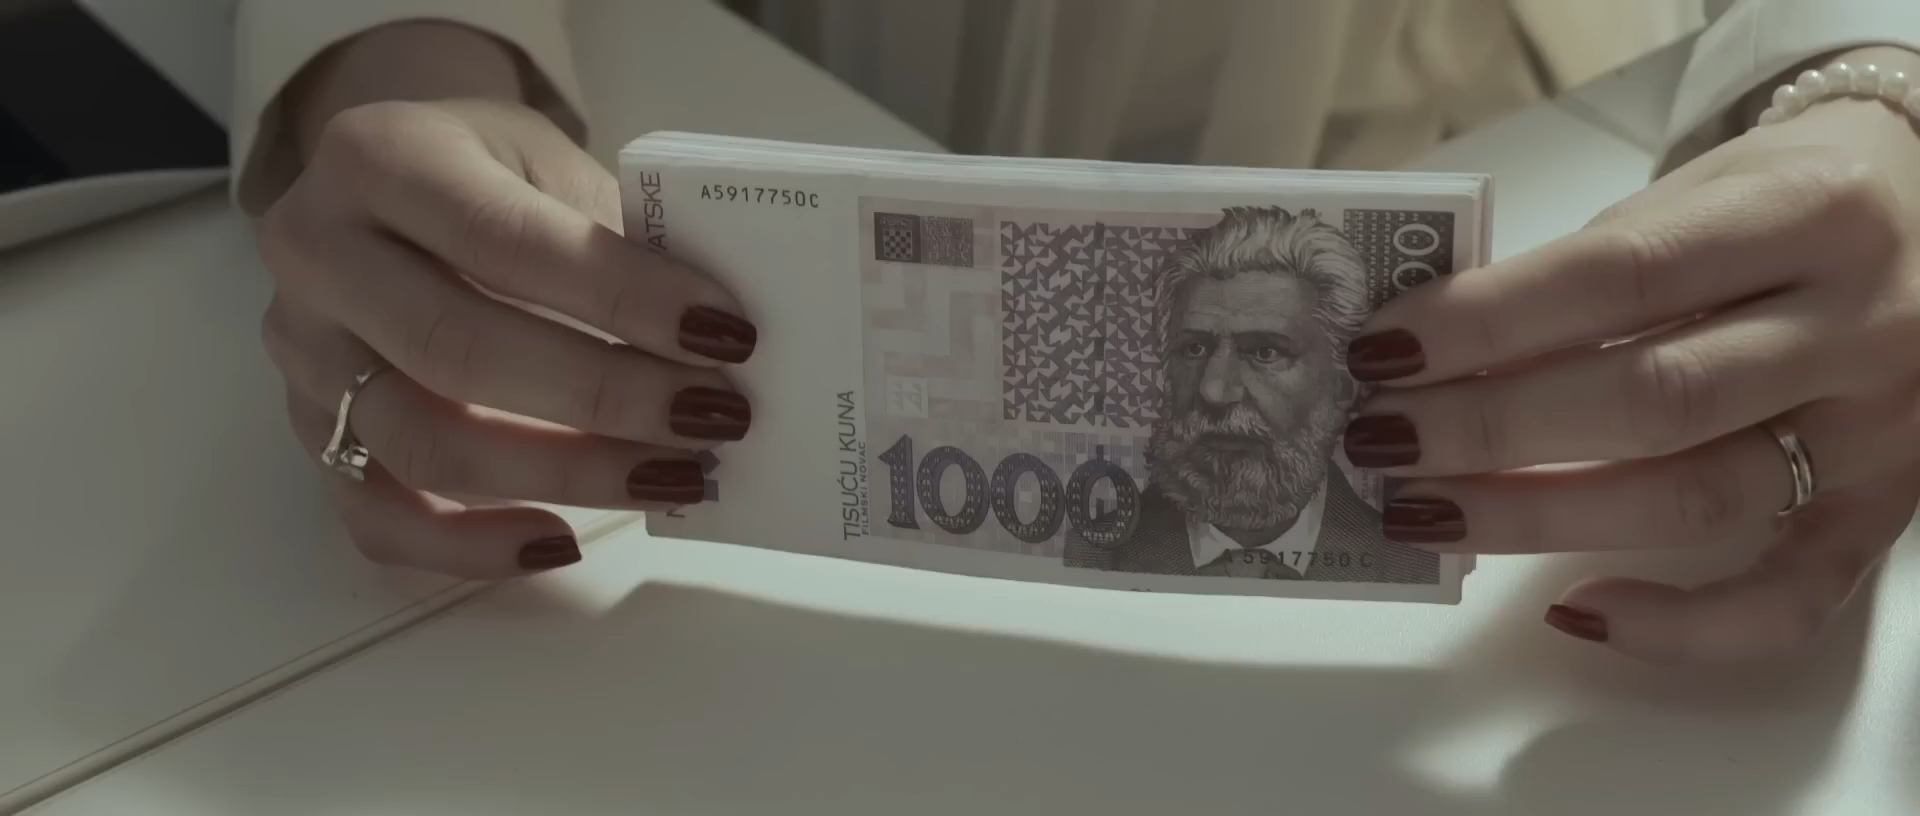 A5917750C
ATSKE
TISUĆU KUNA
FILMSKI NOVAC
1000
A5917750C